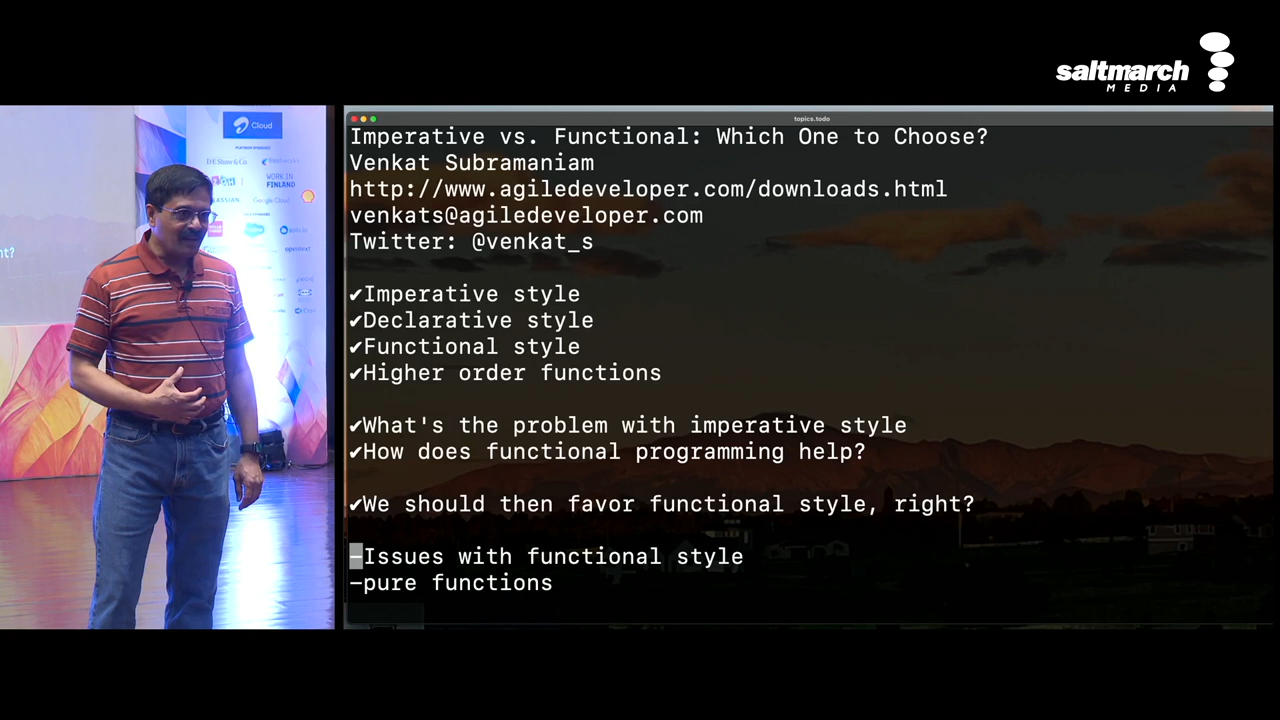 saltmarch
MEDIA
Cloud
WORK IN
FINLAND
Google Cloud
topics.todo
Imperative vs. Functional: Which One to Choose?
Venkat Subramaniam
http://www.agiledeveloper.com/downloads.html
venkats@agiledeveloper.com
Twitter: @venkat_s
✔Imperative style
✔Declarative style
✔Functional style
✔Higher order functions
✔What's the problem with imperative style
✔How does functional programming help?
✔We should then favor functional style, right?
-Issues with functional style
-pure functions